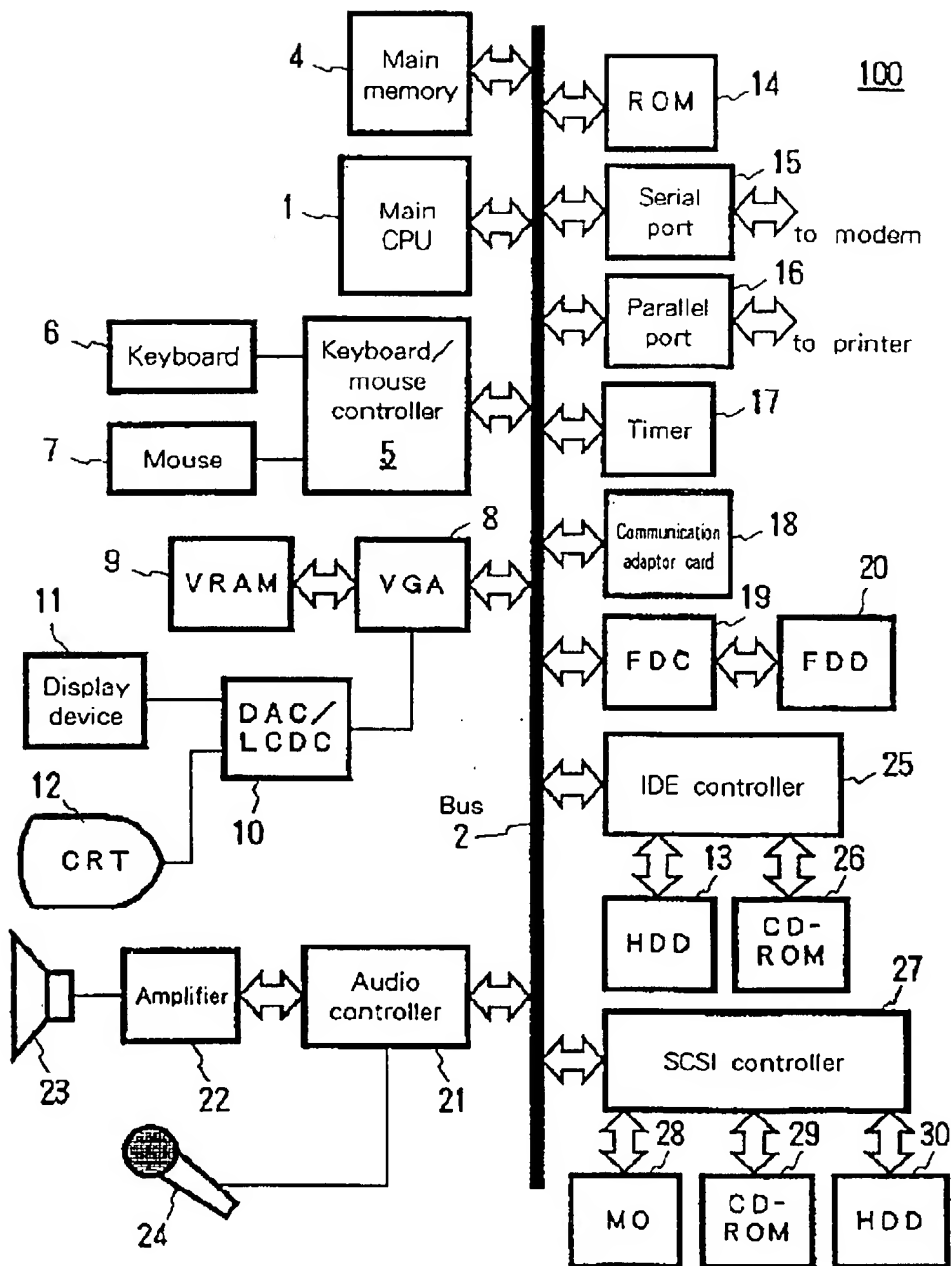 4
Main
memory
1
Main
CPU
6
Keyboard
7
Mouse
Keyboard/
mouse
controller
5
8
9
VRAM
VGA
11
Display
device
DAC/
LCDC
10
12
CRT
Bus
2
23
Amplifier
22
Audio
controller
21
24
100
ROM
14
15
Serial
port
to modem
16
Parallel
port
to printer
17
Timer
18
Communication
adaptor card
19
20
FDC
FDD
IDE controller
25
13
26
HDD
CD-
ROM
27
SCSI controller
28
29
30
MO
CD-
ROM
HDD